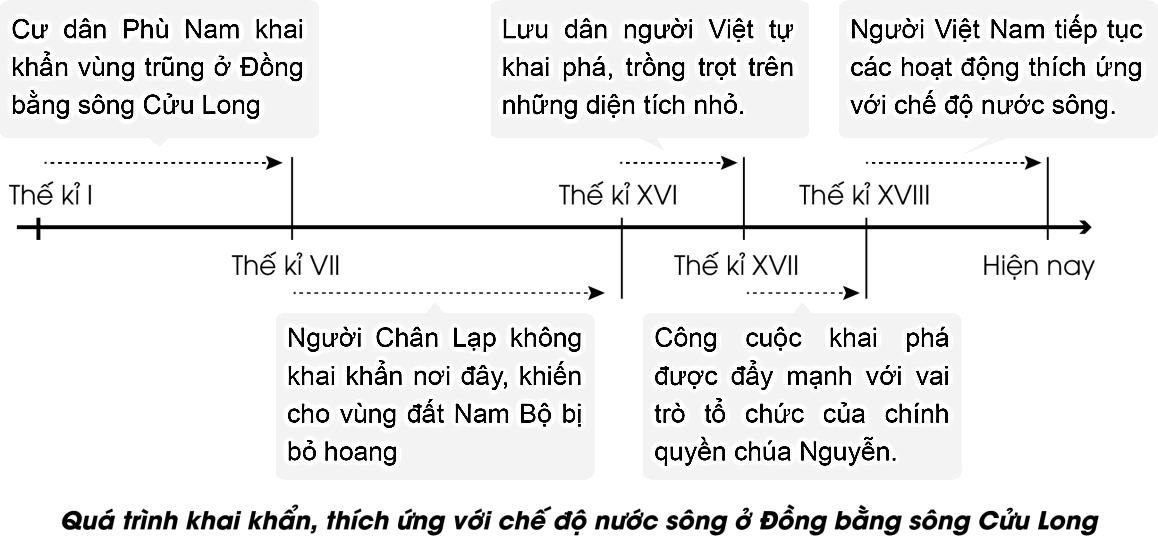 Cư dân Phù Nam khai
khẩn vùng trũng ở Đồng
bằng sông Cửu Long
Lưu dân người Việt tự
khai phá, trồng trọt trên
những diện tích nhỏ.
Người Việt Nam tiếp tục
các hoạt động thích ứng
với chế độ nước sông.
Thế kỉ I
Thế kỉ XVI
Thế kỉ XVIII
Thế kỉ VII
Thế kỉ XVII
Hiện nay
Người Chân Lạp không
khai khẩn nơi đây, khiến
cho vùng đất Nam Bộ bị
bỏ hoang
Công cuộc khai phá
được đẩy mạnh với vai
trò tổ chức của chính
quyền chúa Nguyễn.
Quá trình khai khẩn, thích ứng với chế độ nước sông ở Đồng bằng sông Cửu Long